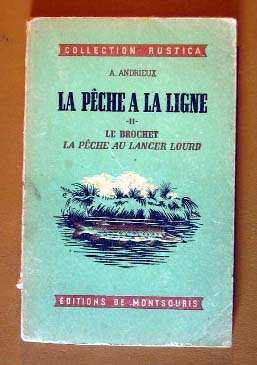 COLLECTION RUSTICA
A. ANDRIEUX
LA PÊCHE A LA LIGNE
-II-
LE BROCHET
LA PÊCHE AU LANCER LOURD
ÉDITIONS DE MONTSOURIS